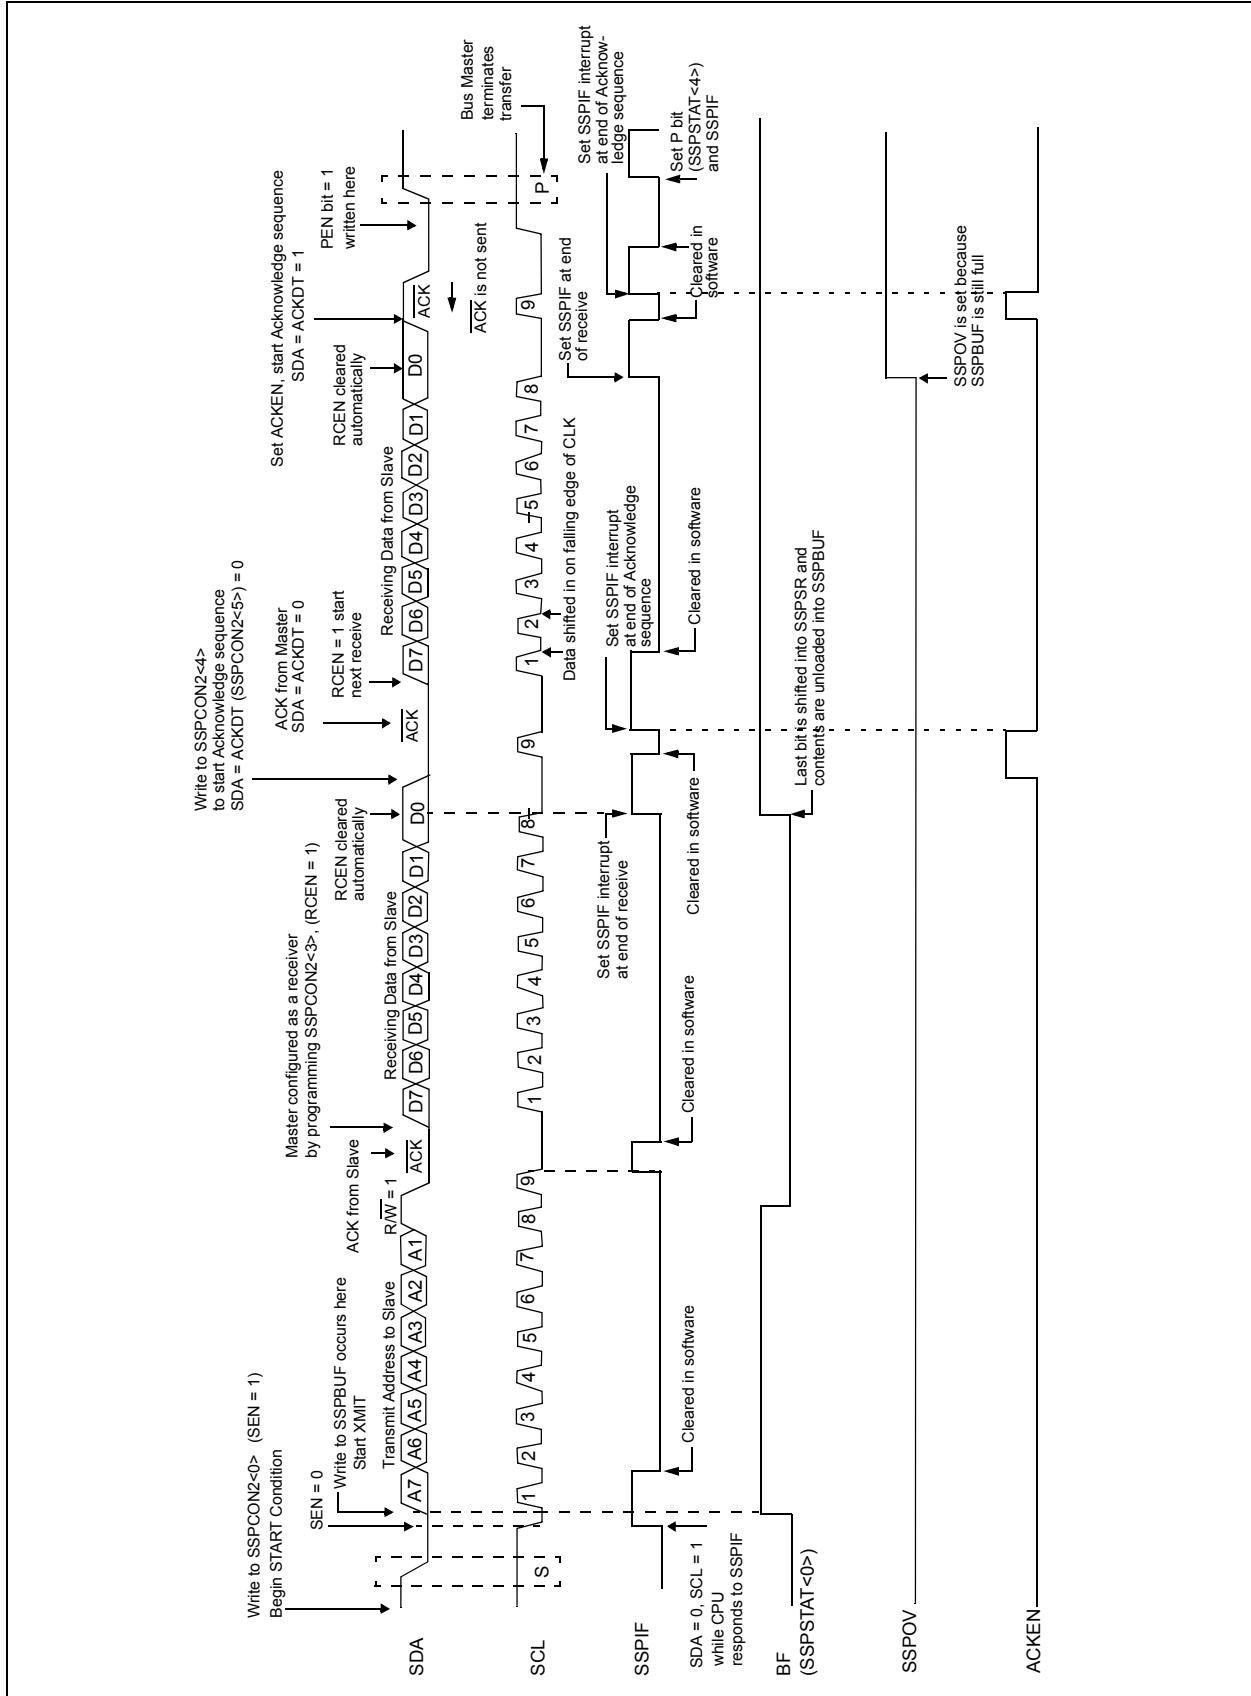 Write to SSPCON2<0> (SEN = 1)
Begin START Condition
SEN = 0
Write to SSPBUF occurs here
Start XMIT
Transmit Address to Slave
R/W = 1
ACK from Slave
Master configured as a receiver
by programming SSPCON2<3>, (RCEN = 1)
Receiving Data from Slave
RCEN cleared
automatically
Write to SSPCON2<4>
to start Acknowledge sequence
SDA = ACKDT (SSPCON2<5>) = 0
ACK from Master
SDA = ACKDT = 0
RCEN = 1 start
next receive
Receiving Data from Slave
RCEN cleared
automatically
Set ACKEN, start Acknowledge sequence
SDA = ACKDT = 1
PEN bit = 1
written here
SDA
A7 A6 A5 A4 A3 A2 A1
ACK
D7 D6 D5 D4 D3 D2 D1 D0
ACK
D7 D6 D5 D4 D3 D2 D1 D0
ACK
ACK is not sent
Bus Master
terminates
transfer
SCL
S
1 2 3 4 5 6 7 8 9
1 2 3 4 5 6 7 8 9
1 2 3 4 5 6 7 8 9
P
Data shifted in on falling edge of CLK
Set SSPIF interrupt
at end of receive
Set SSPIF interrupt
at end of Acknowledge
sequence
Set SSPIF at end
of receive
Set SSPIF interrupt
at end of Acknow-
ledge sequence
SSPIF
SDA = 0, SCL = 1
while CPU
responds to SSPIF
Cleared in software
Cleared in software
Cleared in software
Cleared in software
Cleared in
software
Set P bit
(SSPSTAT<4>)
and SSPIF
BF
(SSPSTAT<0>)
Last bit is shifted into SSPSR and
contents are unloaded into SSPBUF
SSPOV
SSPOV is set because
SSPBUF is still full
ACKEN